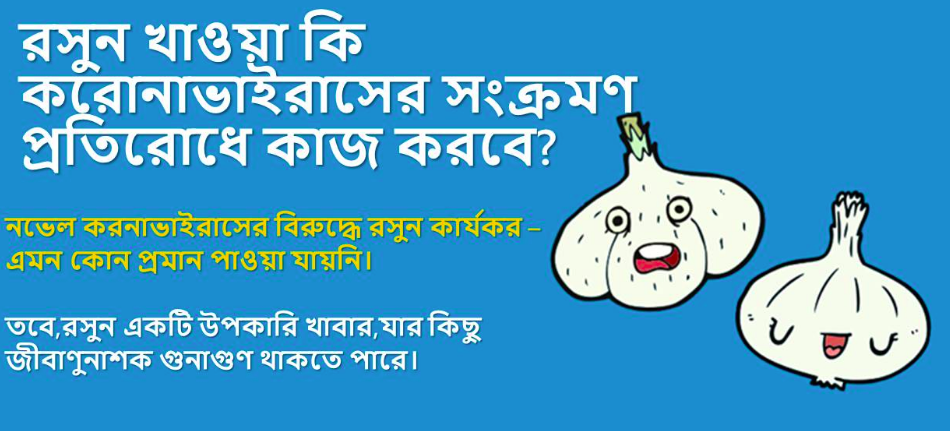 রসুন খাওয়া কি
করোনাভাইরাসের সংক্রমণ
প্রতিরোধে কাজ করবে?
নভেল করনাভাইরাসের বিরুদ্ধে রসুন কার্যকর –
এমন কোন প্রমান পাওয়া যায়নি।
তবে,রসুন একটি উপকারি খাবার,যার কিছু
জীবাণুনাশক গুনাগুণ থাকতে পারে।